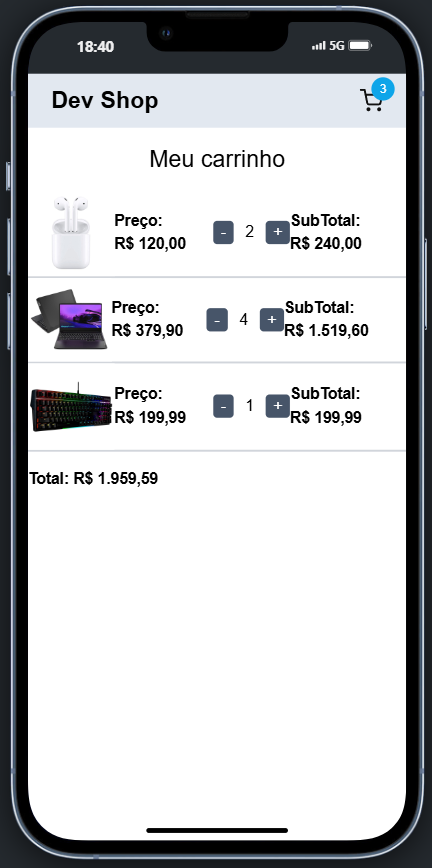 18:40 5G
Dev Shop 3
Meu carrinho
Preço: SubTotal:
R$ 120,00 - 2 + R$ 240,00
Preço: SubTotal:
R$ 379,90 - 4 + R$ 1.519,60
Preço: SubTotal:
R$ 199,99 - 1 + R$ 199,99
Total: R$ 1.959,59